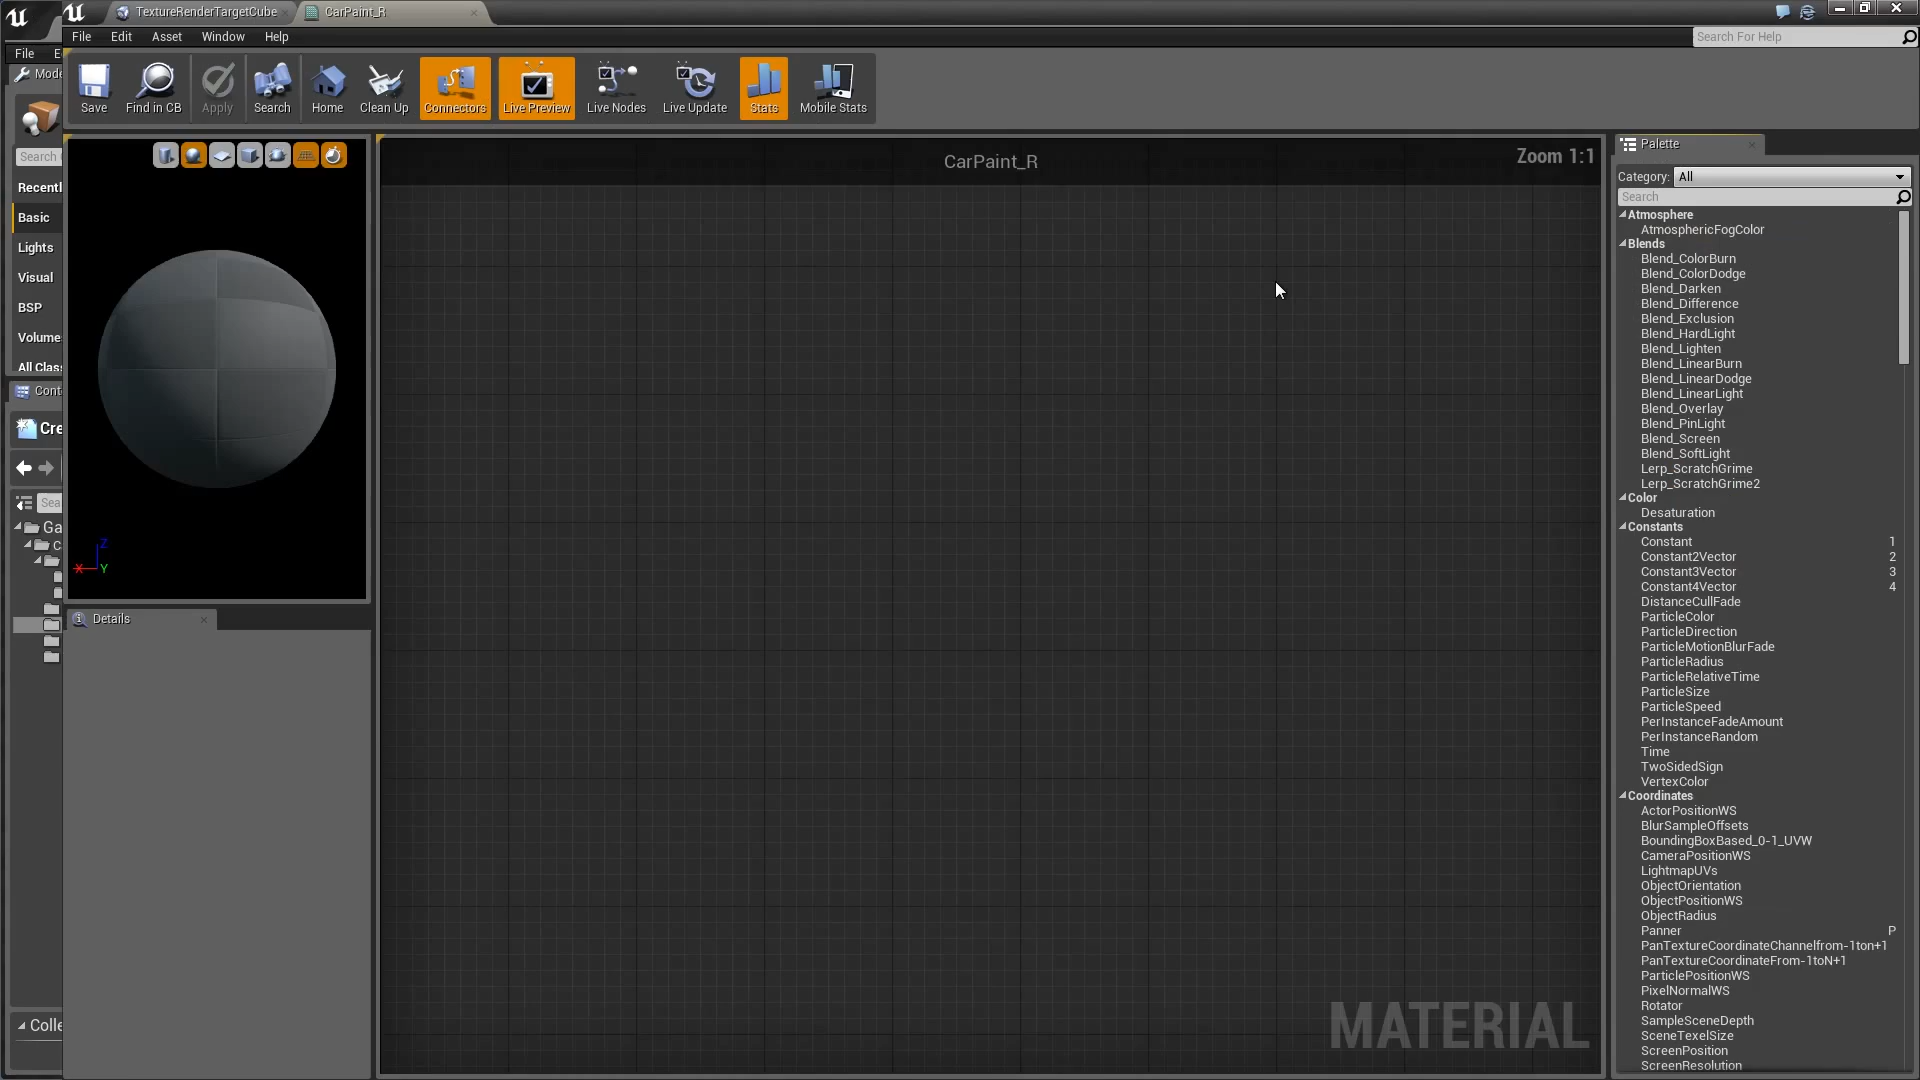 TextureRenderTargetCube
CarPaint_R
File Edit Asset Window Help
Search For Help
File
Mode
Save
Find in CB
Apply
Search
Home
Clean Up
Connectors
Live Preview
Live Nodes
Live Update
Stats
Mobile Stats
Search
Recentl
Basic
Lights
Visual
BSP
Volume
All Clas
Cont
Cre
Sea
Ga
Colle
Z
X
Y
Details
CarPaint_R
Zoom 1:1
MATERIAL
Palette
Category: All
Search
Atmosphere
AtmosphericFogColor
Blends
Blend_ColorBurn
Blend_ColorDodge
Blend_Darken
Blend_Difference
Blend_Exclusion
Blend_HardLight
Blend_Lighten
Blend_LinearBurn
Blend_LinearDodge
Blend_LinearLight
Blend_Overlay
Blend_PinLight
Blend_Screen
Blend_SoftLight
Lerp_ScratchGrime
Lerp_ScratchGrime2
Color
Desaturation
Constants
Constant 1
Constant2Vector 2
Constant3Vector 3
Constant4Vector 4
DistanceCullFade
ParticleColor
ParticleDirection
ParticleMotionBlurFade
ParticleRadius
ParticleRelativeTime
ParticleSize
ParticleSpeed
PerInstanceFadeAmount
PerInstanceRandom
Time
TwoSidedSign
VertexColor
Coordinates
ActorPositionWS
BlurSampleOffsets
BoundingBoxBased_0-1_UVW
CameraPositionWS
LightmapUVs
ObjectOrientation
ObjectPositionWS
ObjectRadius
Panner P
PanTextureCoordinateChannelfrom-1ton+1
PanTextureCoordinateFrom-1toN+1
ParticlePositionWS
PixelNormalWS
Rotator
SampleSceneDepth
SceneTexelSize
ScreenPosition
ScreenResolution